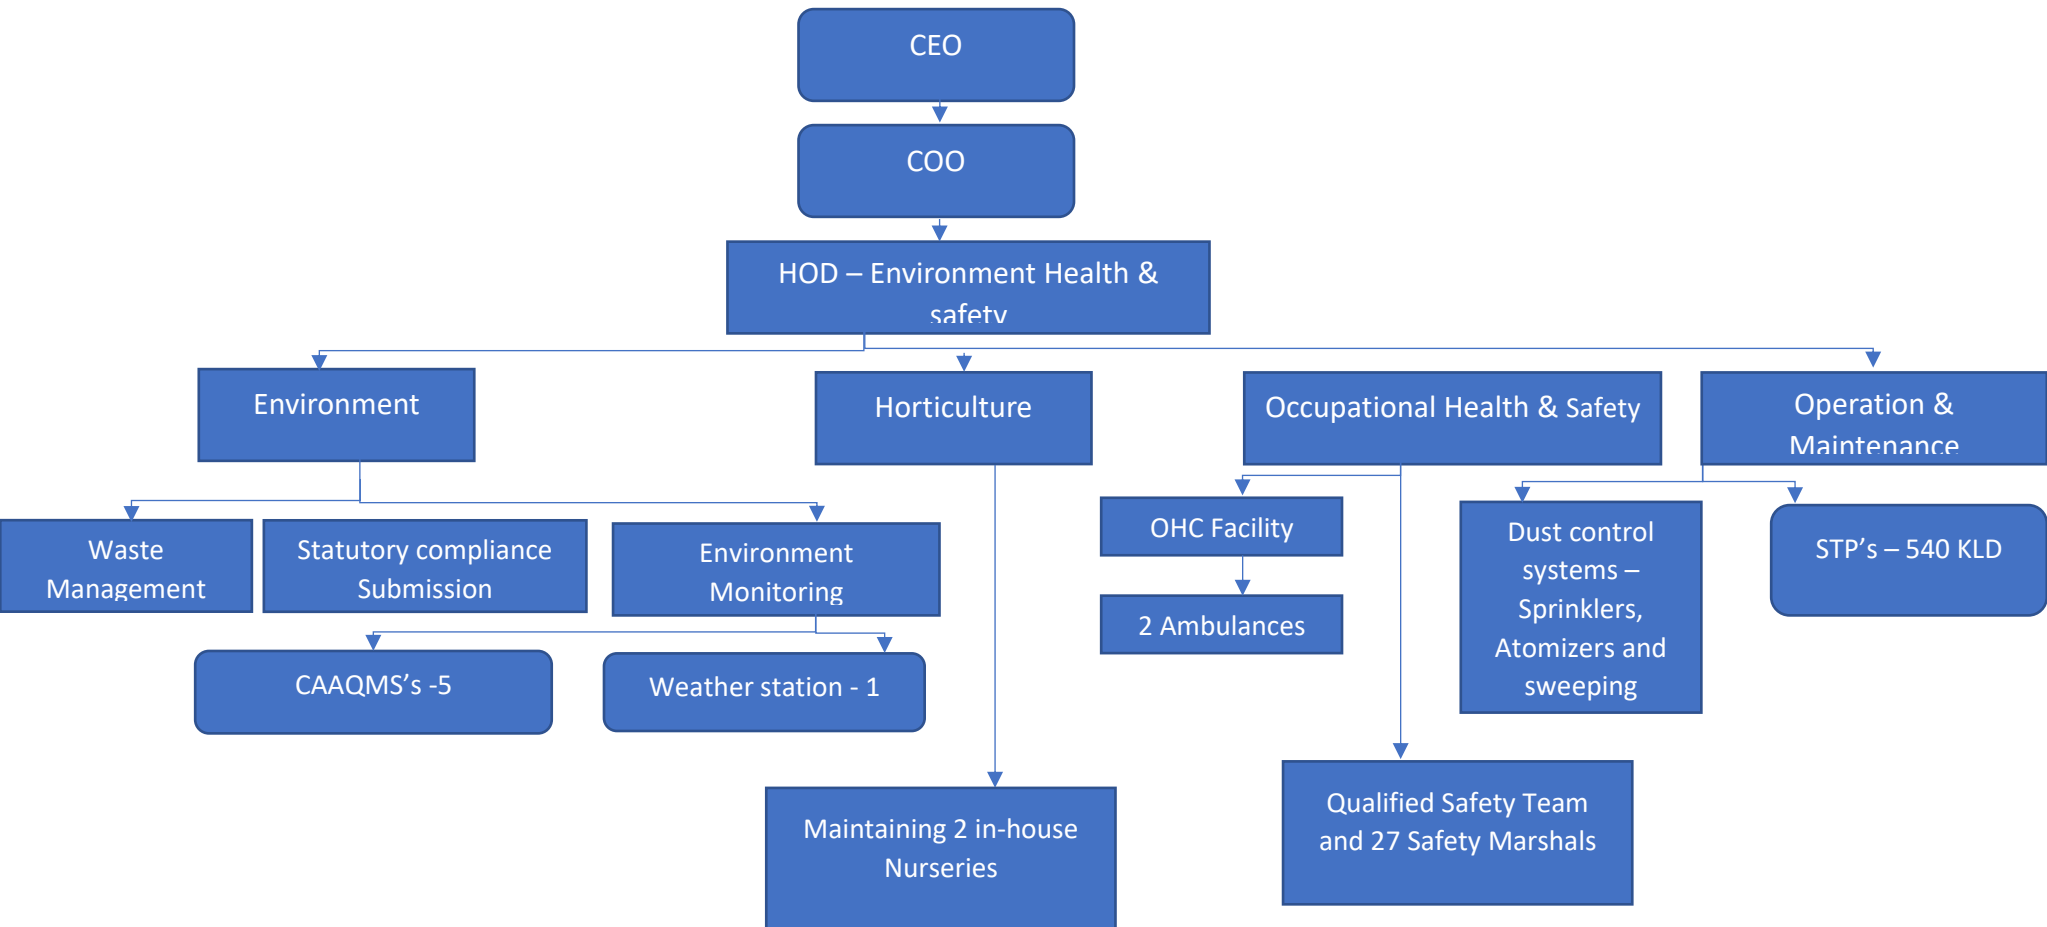 CEO
COO
HOD – Environment Health &
safety
Environment
Horticulture
Occupational Health & Safety
Operation &
Maintenance
Waste
Management
Statutory compliance
Submission
Environment
Monitoring
OHC Facility
Dust control
systems –
Sprinklers,
Atomizers and
sweeping
STP's – 540 KLD
2 Ambulances
CAAQMS's -5
Weather station - 1
Maintaining 2 in-house
Nurseries
Qualified Safety Team
and 27 Safety Marshals